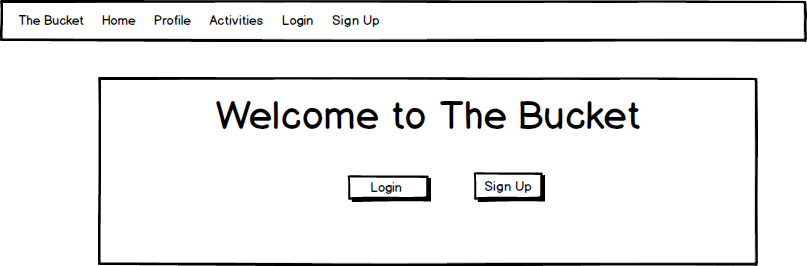 The Bucket Home Profile Activities Login Sign Up
Welcome to The Bucket
Login Sign Up